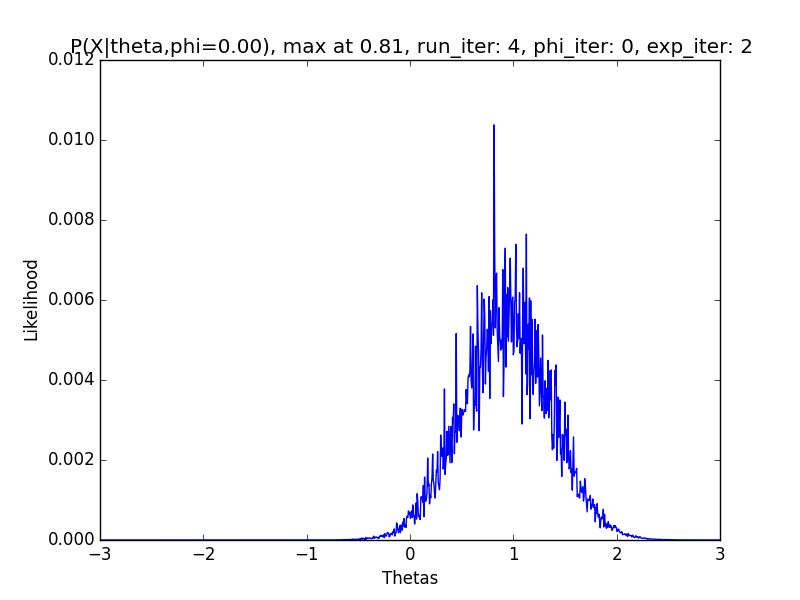 P(X|theta,phi=0.00), max at 0.81, run_iter: 4, phi_iter: 0, exp_iter: 2
0.012
0.010
0.008
0.006
0.004
0.002
0.000
Likelihood
−3 −2 −1 0 1 2 3
Thetas